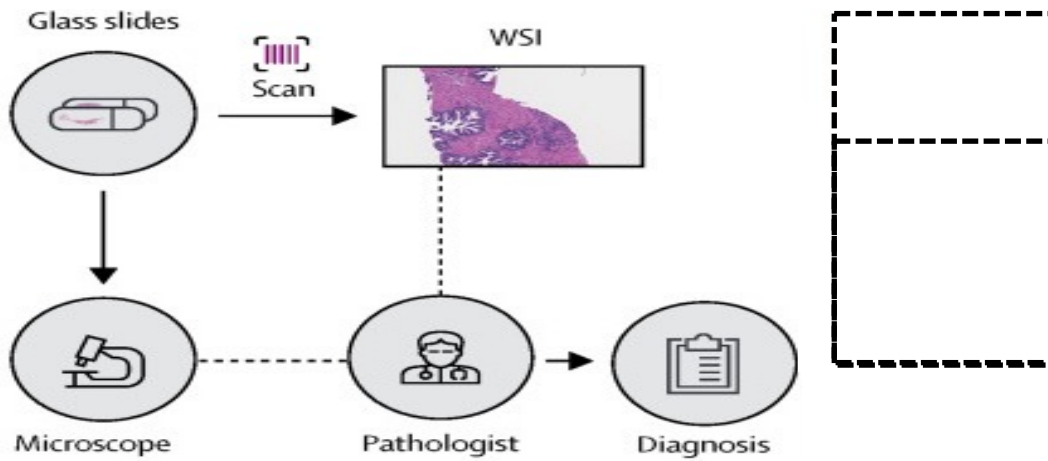 Glass slides
Scan
WSI
Microscope
Pathologist
Diagnosis